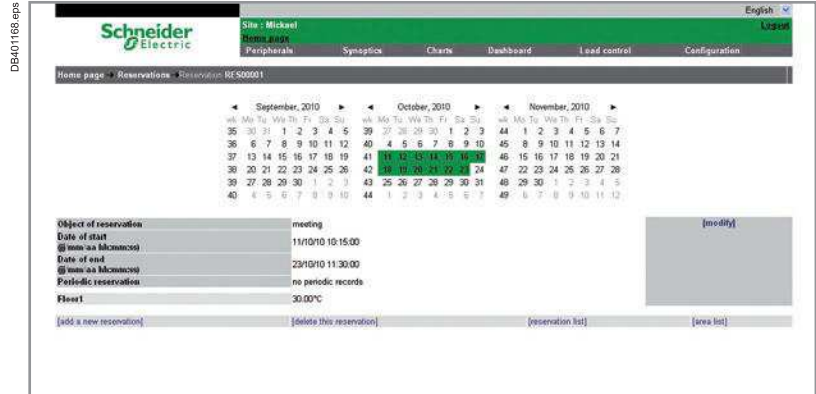 DB401168.eps
English
Schneider
Electric
Site : Mickael
Logout
Home page
Peripherals Synoptics Charts Dashboard Load control Configuration
Home page Reservations Reservation RES00001
September, 2010 October, 2010 November, 2010
wk Mo Tu We Th Fr Sa Su wk Mo Tu We Th Fr Sa Su wk Mo Tu We Th Fr Sa Su
35 30 31 1 2 3 4 5 39 27 28 29 30 1 2 3 44 1 2 3 4 5 6 7
36 6 7 8 9 10 11 12 40 4 5 6 7 8 9 10 45 8 9 10 11 12 13 14
37 13 14 15 16 17 18 19 41 11 12 13 14 15 16 17 46 15 16 17 18 19 20 21
38 20 21 22 23 24 25 26 42 18 19 20 21 22 23 24 47 22 23 24 25 26 27 28
39 27 28 29 30 1 2 3 43 25 26 27 28 29 30 31 48 29 30 1 2 3 4 5
40 4 5 6 7 8 9 10 44 1 2 3 4 5 6 7 49 6 7 8 9 10 11 12
Object of reservation meeting [modify]
Date of start
11/10/10 10:15:00
Date of end
23/10/10 11:30:00
Periodic reservation no periodic records
Floor1 30.00°C
[add a new reservation] [delete this reservation] [reservation list] [area list]